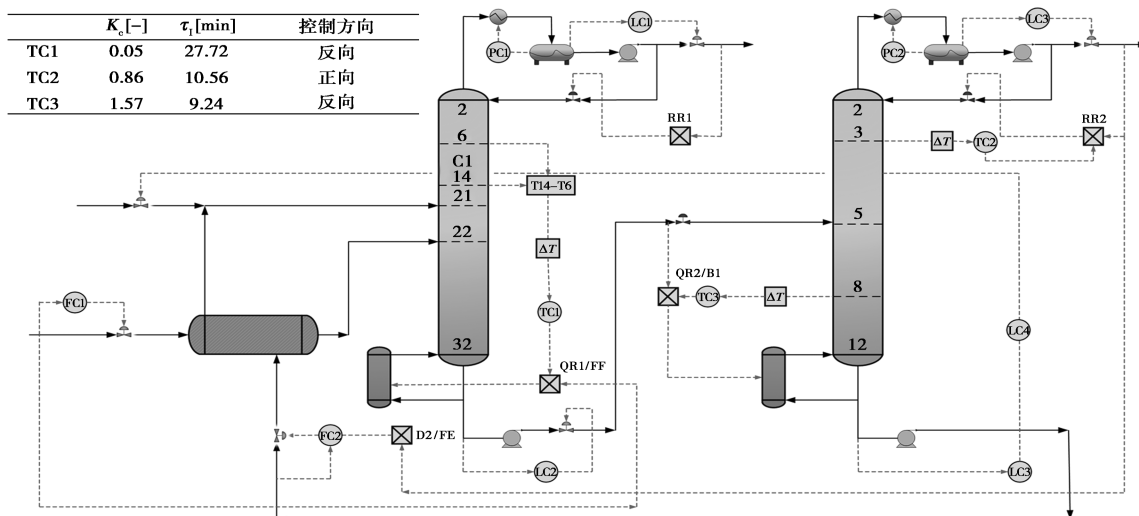 K_c[−] τ_I[min] 控制方向
TC1 0.05 27.72 反向
TC2 0.86 10.56 正向
TC3 1.57 9.24 反向
LC1
PC1
LC3
PC2
2
6
C1
14
21
22
32
RR1
T14−T6
ΔT
TC1
QR1/FF
2
3
5
8
12
ΔT
TC2
RR2
QR2/B1
TC3
ΔT
FC1
LC4
FC2
D2/FE
LC2
LC3